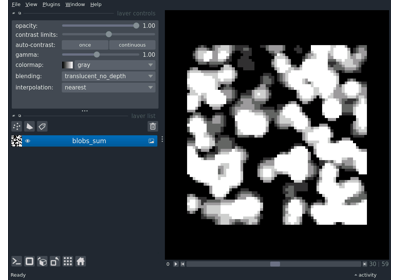 File View Plugins Window Help
layer controls
opacity: 1.00
contrast limits:
auto-contrast: once continuous
gamma: 1.00
colormap: gray
blending: translucent_no_depth
interpolation: nearest
layer list
blobs_sum
30 59
Ready activity